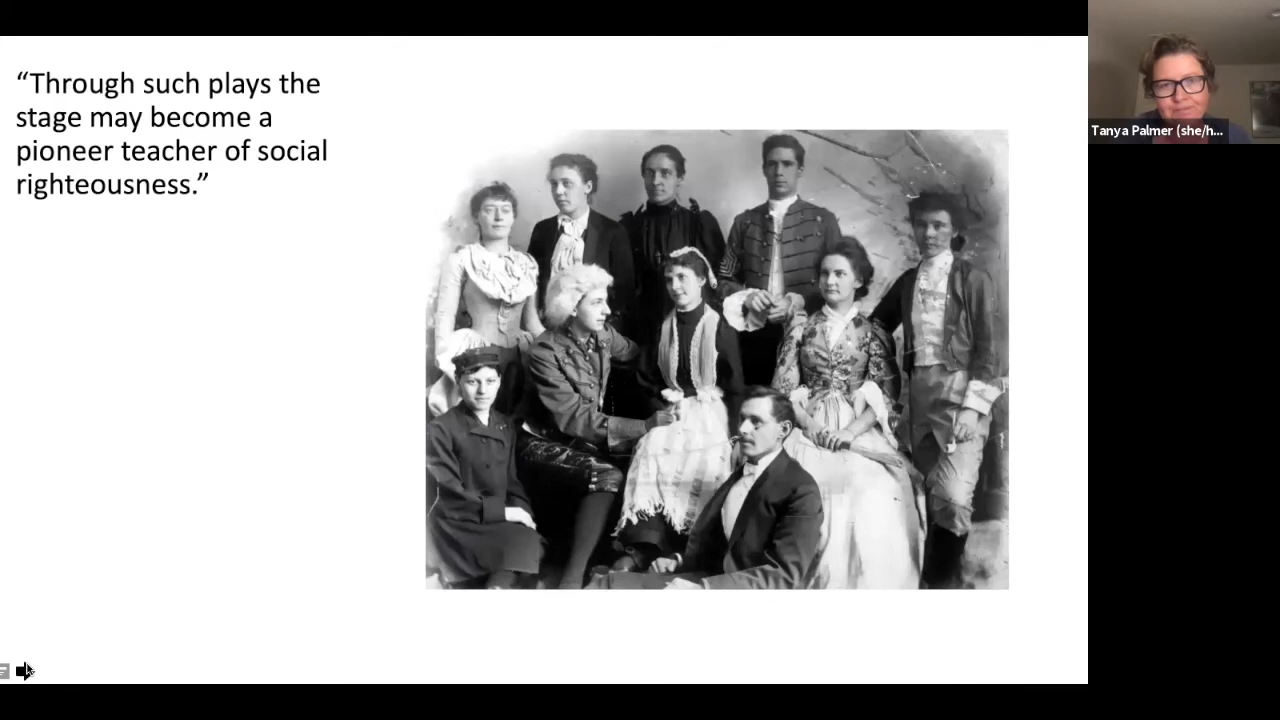 “Through such plays the
stage may become a
pioneer teacher of social
righteousness.”
Tanya Palmer (she/h...